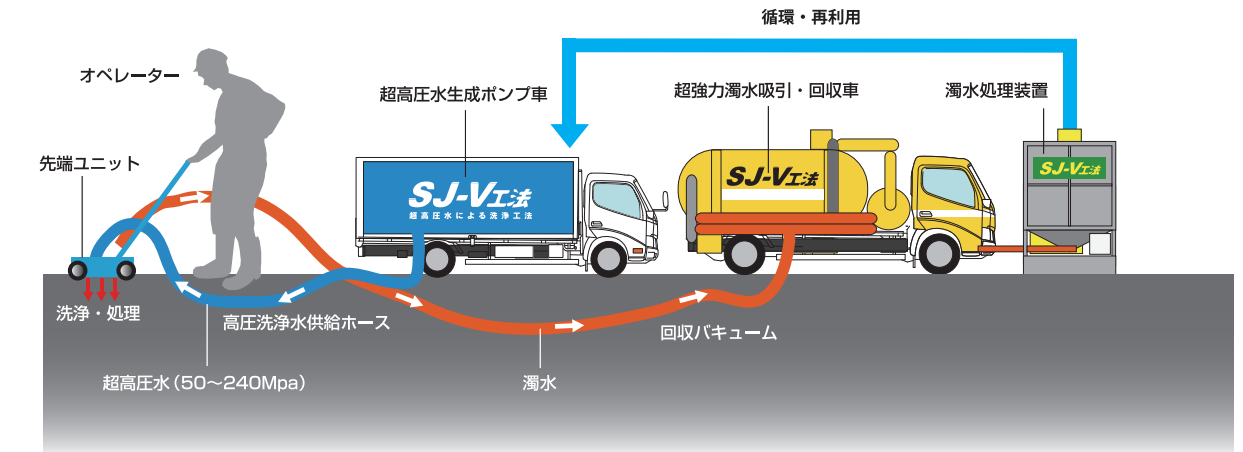 循環・再利用
オペレーター
超高圧水生成ポンプ車
超強力濁水吸引・回収車
濁水処理装置
先端ユニット
SJ-V工法
超高圧水による洗浄工法
SJ-V工法
SJ-V工法
洗浄・処理
高圧洗浄水供給ホース
回収バキューム
超高圧水（50～240Mpa）
濁水